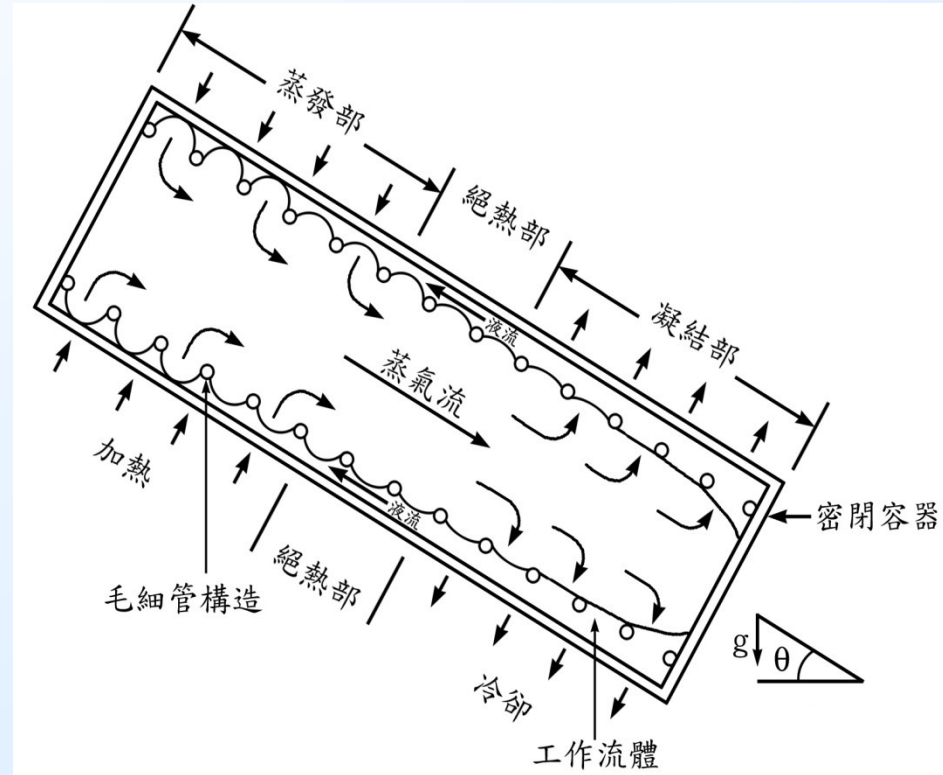 蒸發部
絕熱部
凝結部
液流
蒸氣流
加熱
液流
密閉容器
毛細管構造
絕熱部
g
θ
冷卻
工作流體